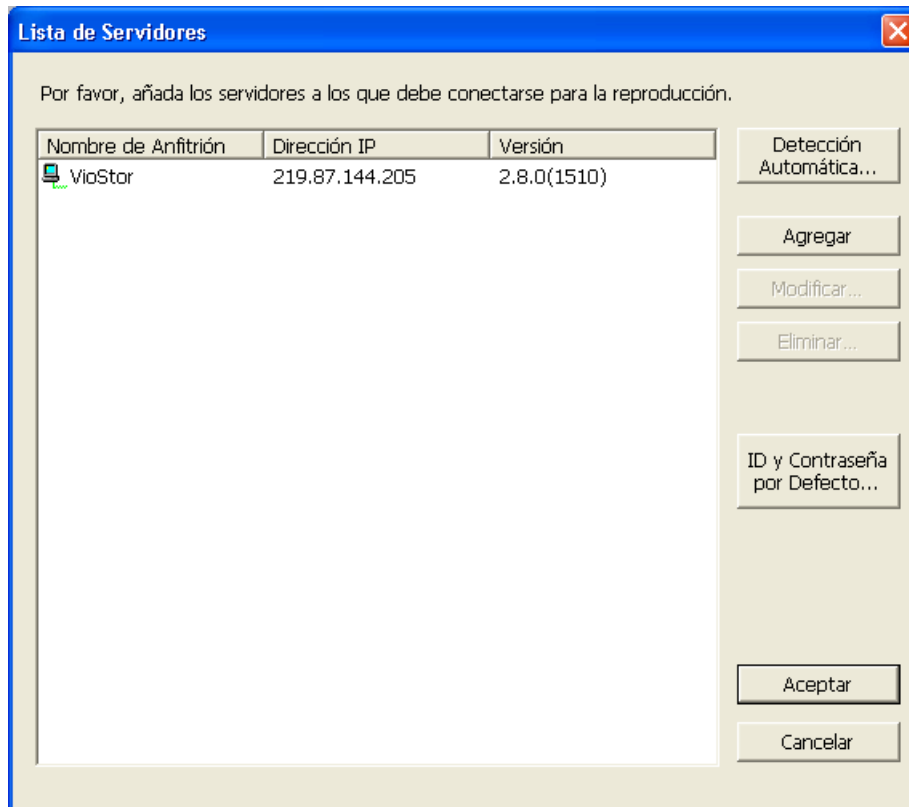 Lista de Servidores
Por favor, añada los servidores a los que debe conectarse para la reproducción.
Nombre de Anfitrión Dirección IP Versión
VioStor 219.87.144.205 2.8.0(1510)
Detección
Automática...
Agregar
Modificar...
Eliminar...
ID y Contraseña
por Defecto...
Aceptar
Cancelar